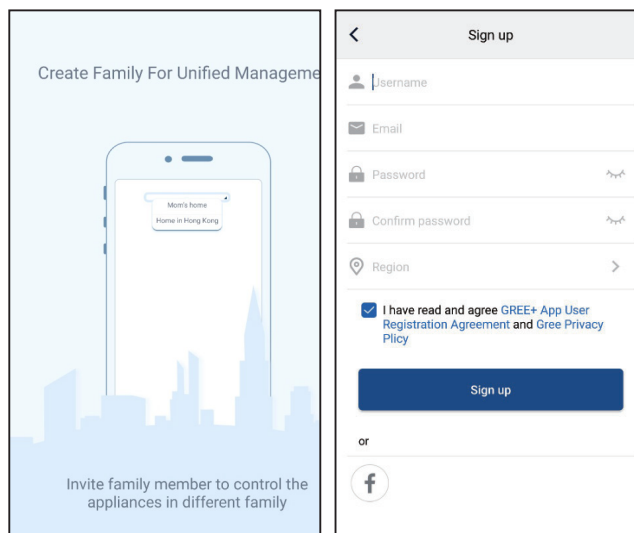 Create Family For Unified Manageme
Mom's home
Home in Hong Kong
Invite family member to control the
appliances in different family
Sign up
Username
Email
Password
Confirm password
Region
I have read and agree GREE+ App User
Registration Agreement and Gree Privacy
Plicy
Sign up
or